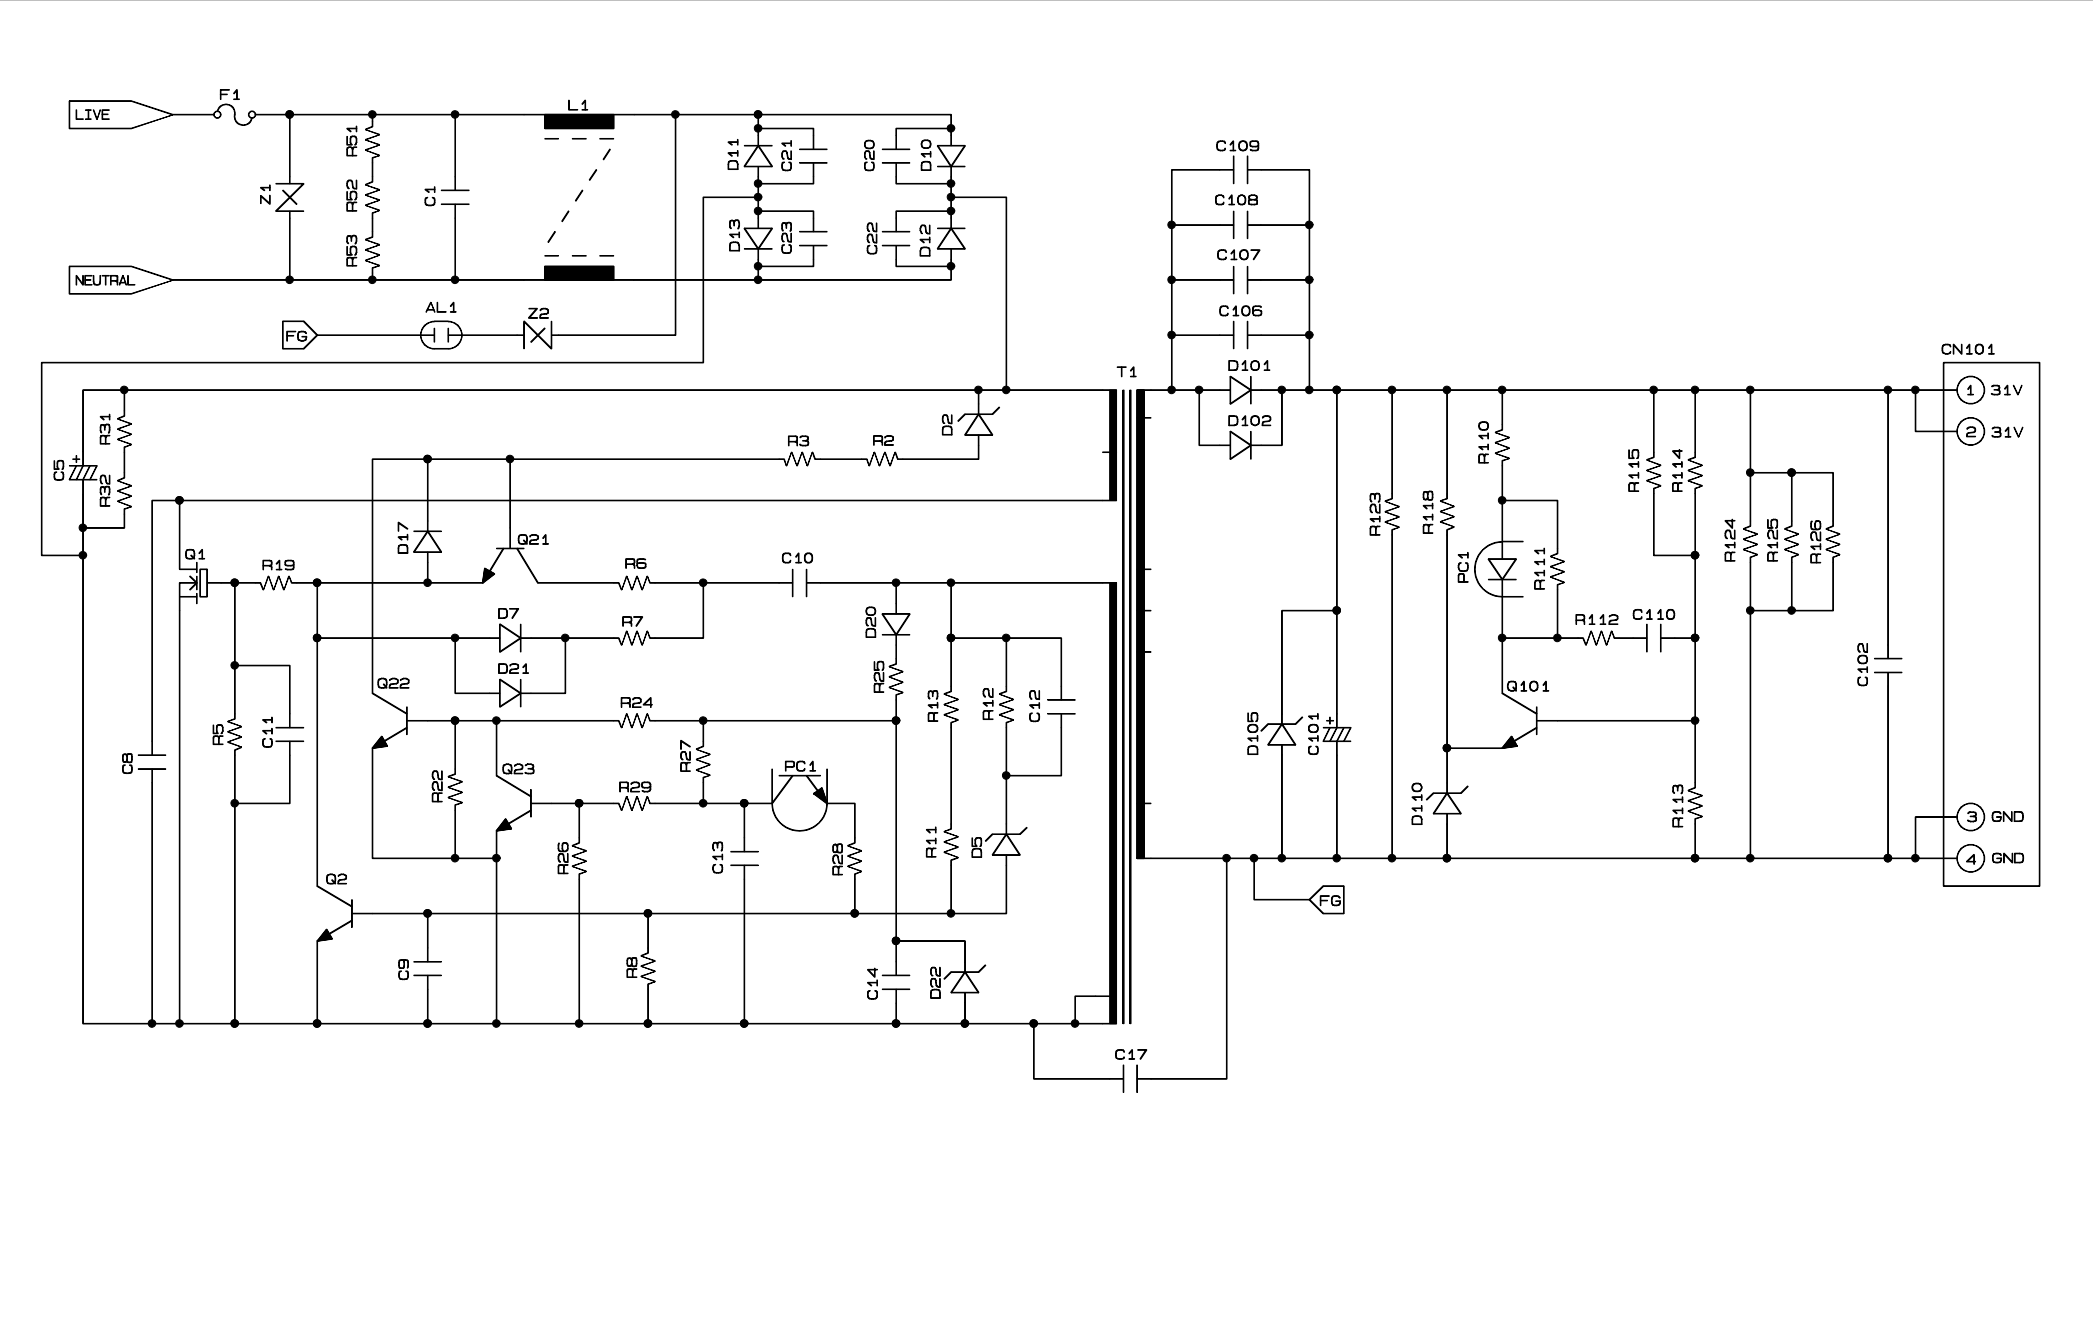 F1
LIVE
L1
R51
D11
C21
C20
D10
C109
Z1
R52
C1
C108
R53
D13
C23
C22
D12
C107
NEUTRAL
AL1
Z2
C106
FG
CN101
T1
D101
1 31V
R31
D2
D102
2 31V
R3
R2
R110
C5
+
R32
R115
R114
R123
R118
D17
Q21
R124
R125
R126
Q1
R19
R6
C10
PC1
R111
D7
R7
D20
R112
C110
D21
R25
C102
Q22
Q101
R24
R13
R12
C12
R5
C11
D105
C101
+
C8
R27
Q23
PC1
R22
R29
D110
R113
3 GND
R11
D5
R26
C13
R28
4 GND
Q2
FG
C9
R8
C14
D22
C17